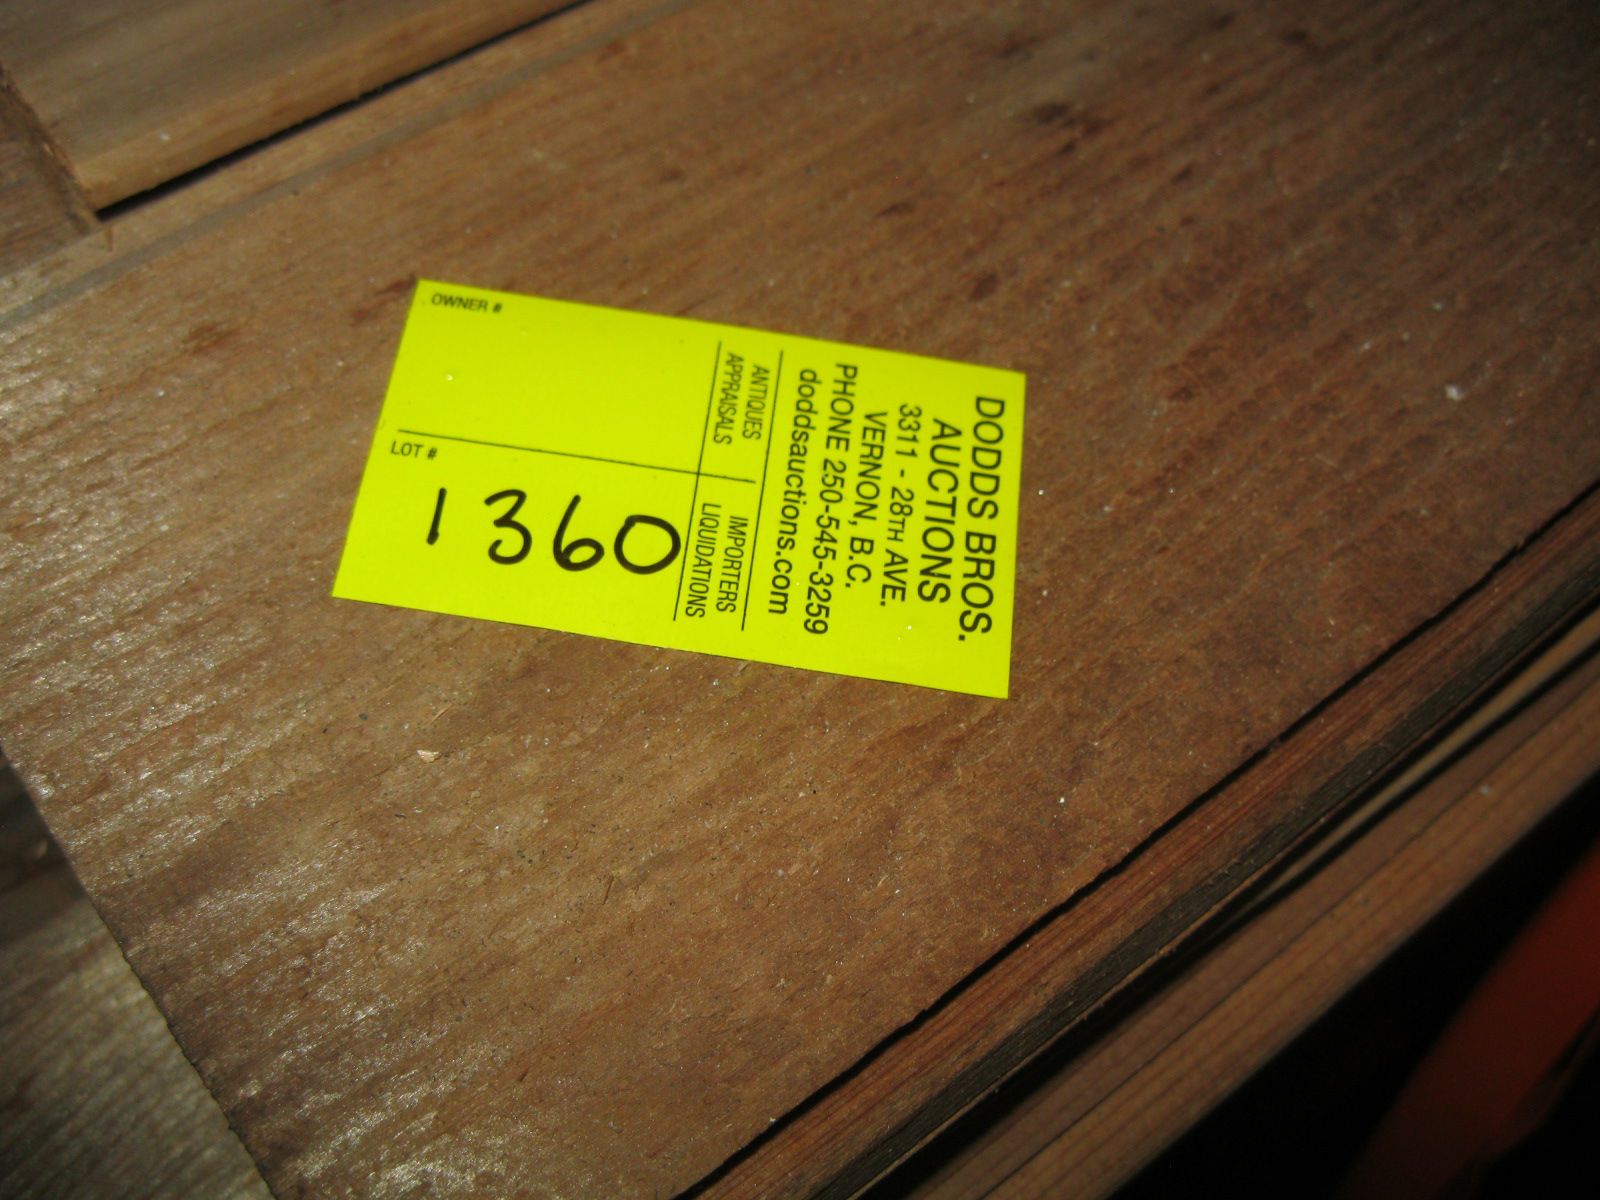 DODDS BROS.
AUCTIONS
3311 - 28TH AVE.
VERNON, B.C.
PHONE 250-545-3259
doddsauctions.com
ANTIQUES
APPRAISALS
IMPORTERS
LIQUIDATIONS
OWNER #
LOT #
1360